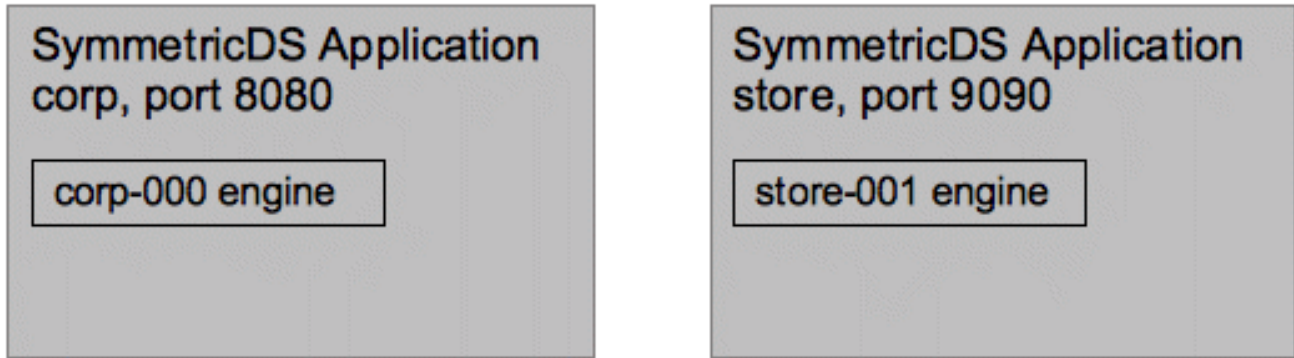 SymmetricDS Application
corp, port 8080
corp-000 engine
SymmetricDS Application
store, port 9090
store-001 engine